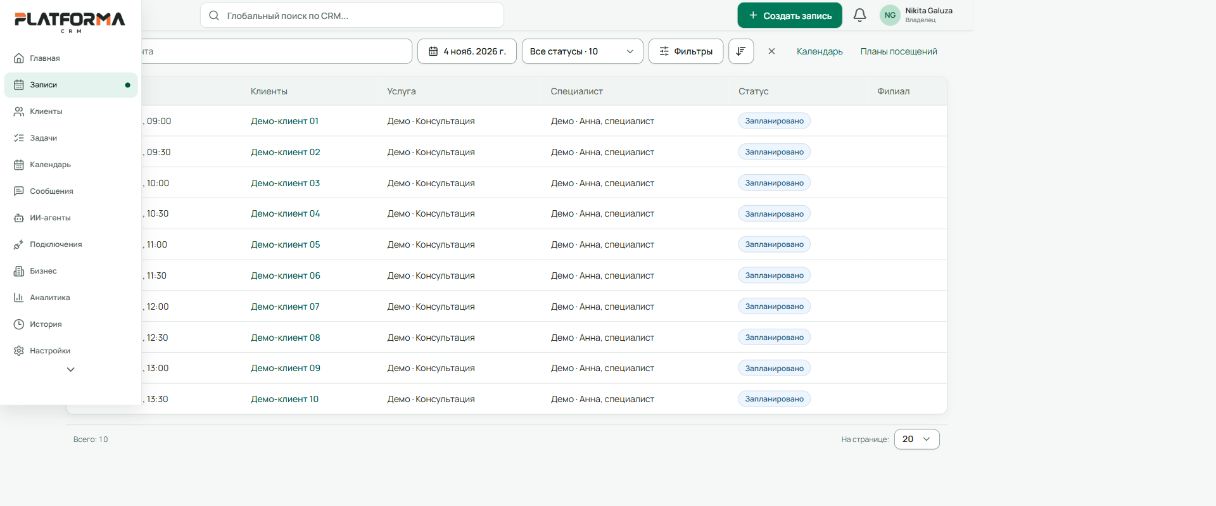 PLATFORMA
CRM
Глобальный поиск по CRM...
Создать запись
NG
Nikita Galuza
Владелец
Главная
Записи
Клиенты
Задачи
Календарь
Сообщения
ИИ-агенты
Подключения
Бизнес
Аналитика
История
Настройки
нта
4 нояб. 2026 г.
Все статусы · 10
Фильтры
Календарь
Планы посещений
Клиенты Услуга Специалист Статус Филиал
, 09:00 Демо-клиент 01 Демо · Консультация Демо · Анна, специалист Запланировано
, 09:30 Демо-клиент 02 Демо · Консультация Демо · Анна, специалист Запланировано
, 10:00 Демо-клиент 03 Демо · Консультация Демо · Анна, специалист Запланировано
, 10:30 Демо-клиент 04 Демо · Консультация Демо · Анна, специалист Запланировано
, 11:00 Демо-клиент 05 Демо · Консультация Демо · Анна, специалист Запланировано
, 11:30 Демо-клиент 06 Демо · Консультация Демо · Анна, специалист Запланировано
, 12:00 Демо-клиент 07 Демо · Консультация Демо · Анна, специалист Запланировано
, 12:30 Демо-клиент 08 Демо · Консультация Демо · Анна, специалист Запланировано
, 13:00 Демо-клиент 09 Демо · Консультация Демо · Анна, специалист Запланировано
, 13:30 Демо-клиент 10 Демо · Консультация Демо · Анна, специалист Запланировано
Всего: 10
На странице: 20